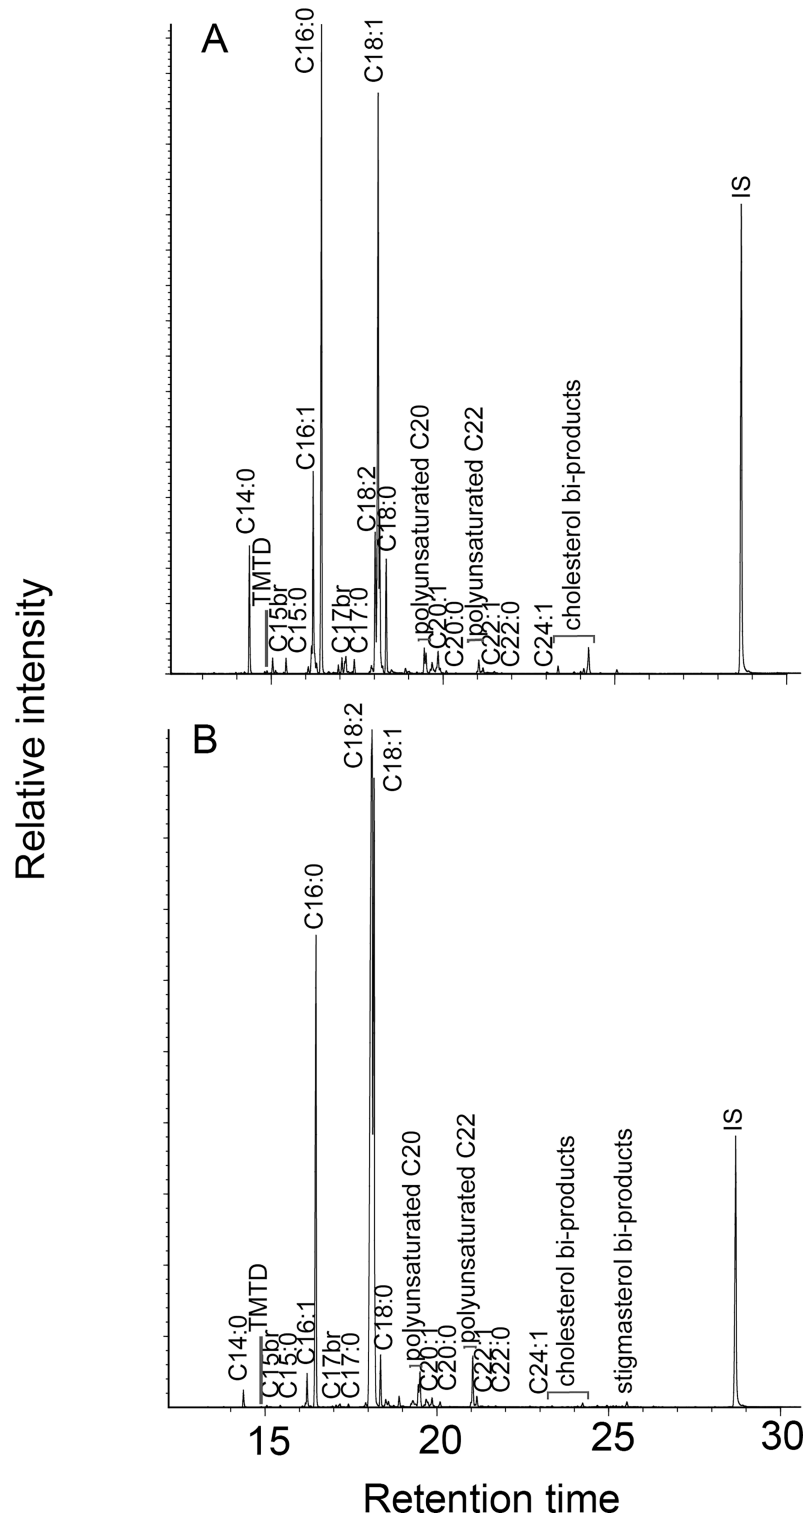 A
C16:0
C18:1
IS
C16:1
C14:0
TMTD
C15br
C15:0
C17br
C17:0
C18:2
C18:0
polyunsaturated C20
C20:1
C20:0
polyunsaturated C22
C22:1
C22:0
C24:1
cholesterol bi-products
Relative intensity
B
C18:2
C18:1
C16:0
IS
C14:0
TMTD
C15br
C15:0
C16:1
C17br
C17:0
C18:0
polyunsaturated C20
C20:1
C20:0
polyunsaturated C22
C22:1
C22:0
C24:1
cholesterol bi-products
stigmasterol bi-products
15
20
25
30
Retention time